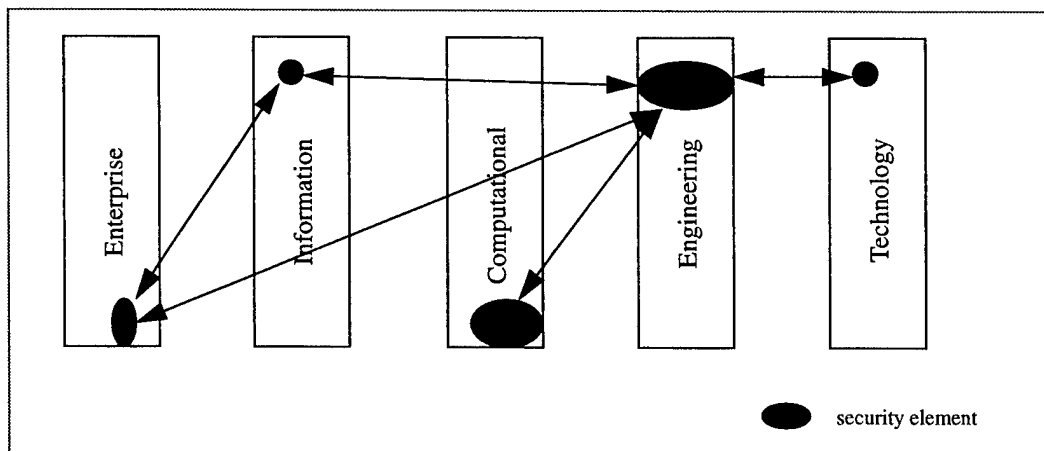 Enterprise
Information
Computational
Engineering
Technology
security element